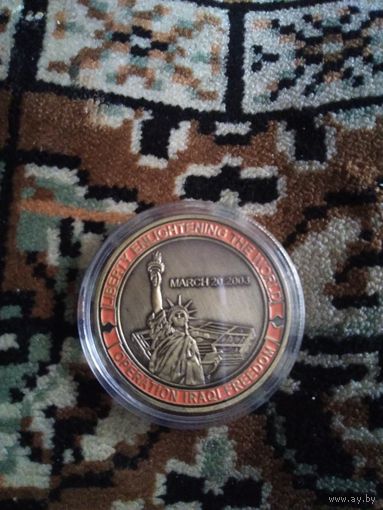 LIBERTY ENLIGHTENING THE WORLD
MARCH 20 2003
OPERATION IRAQI FREEDOM
www.ay.by